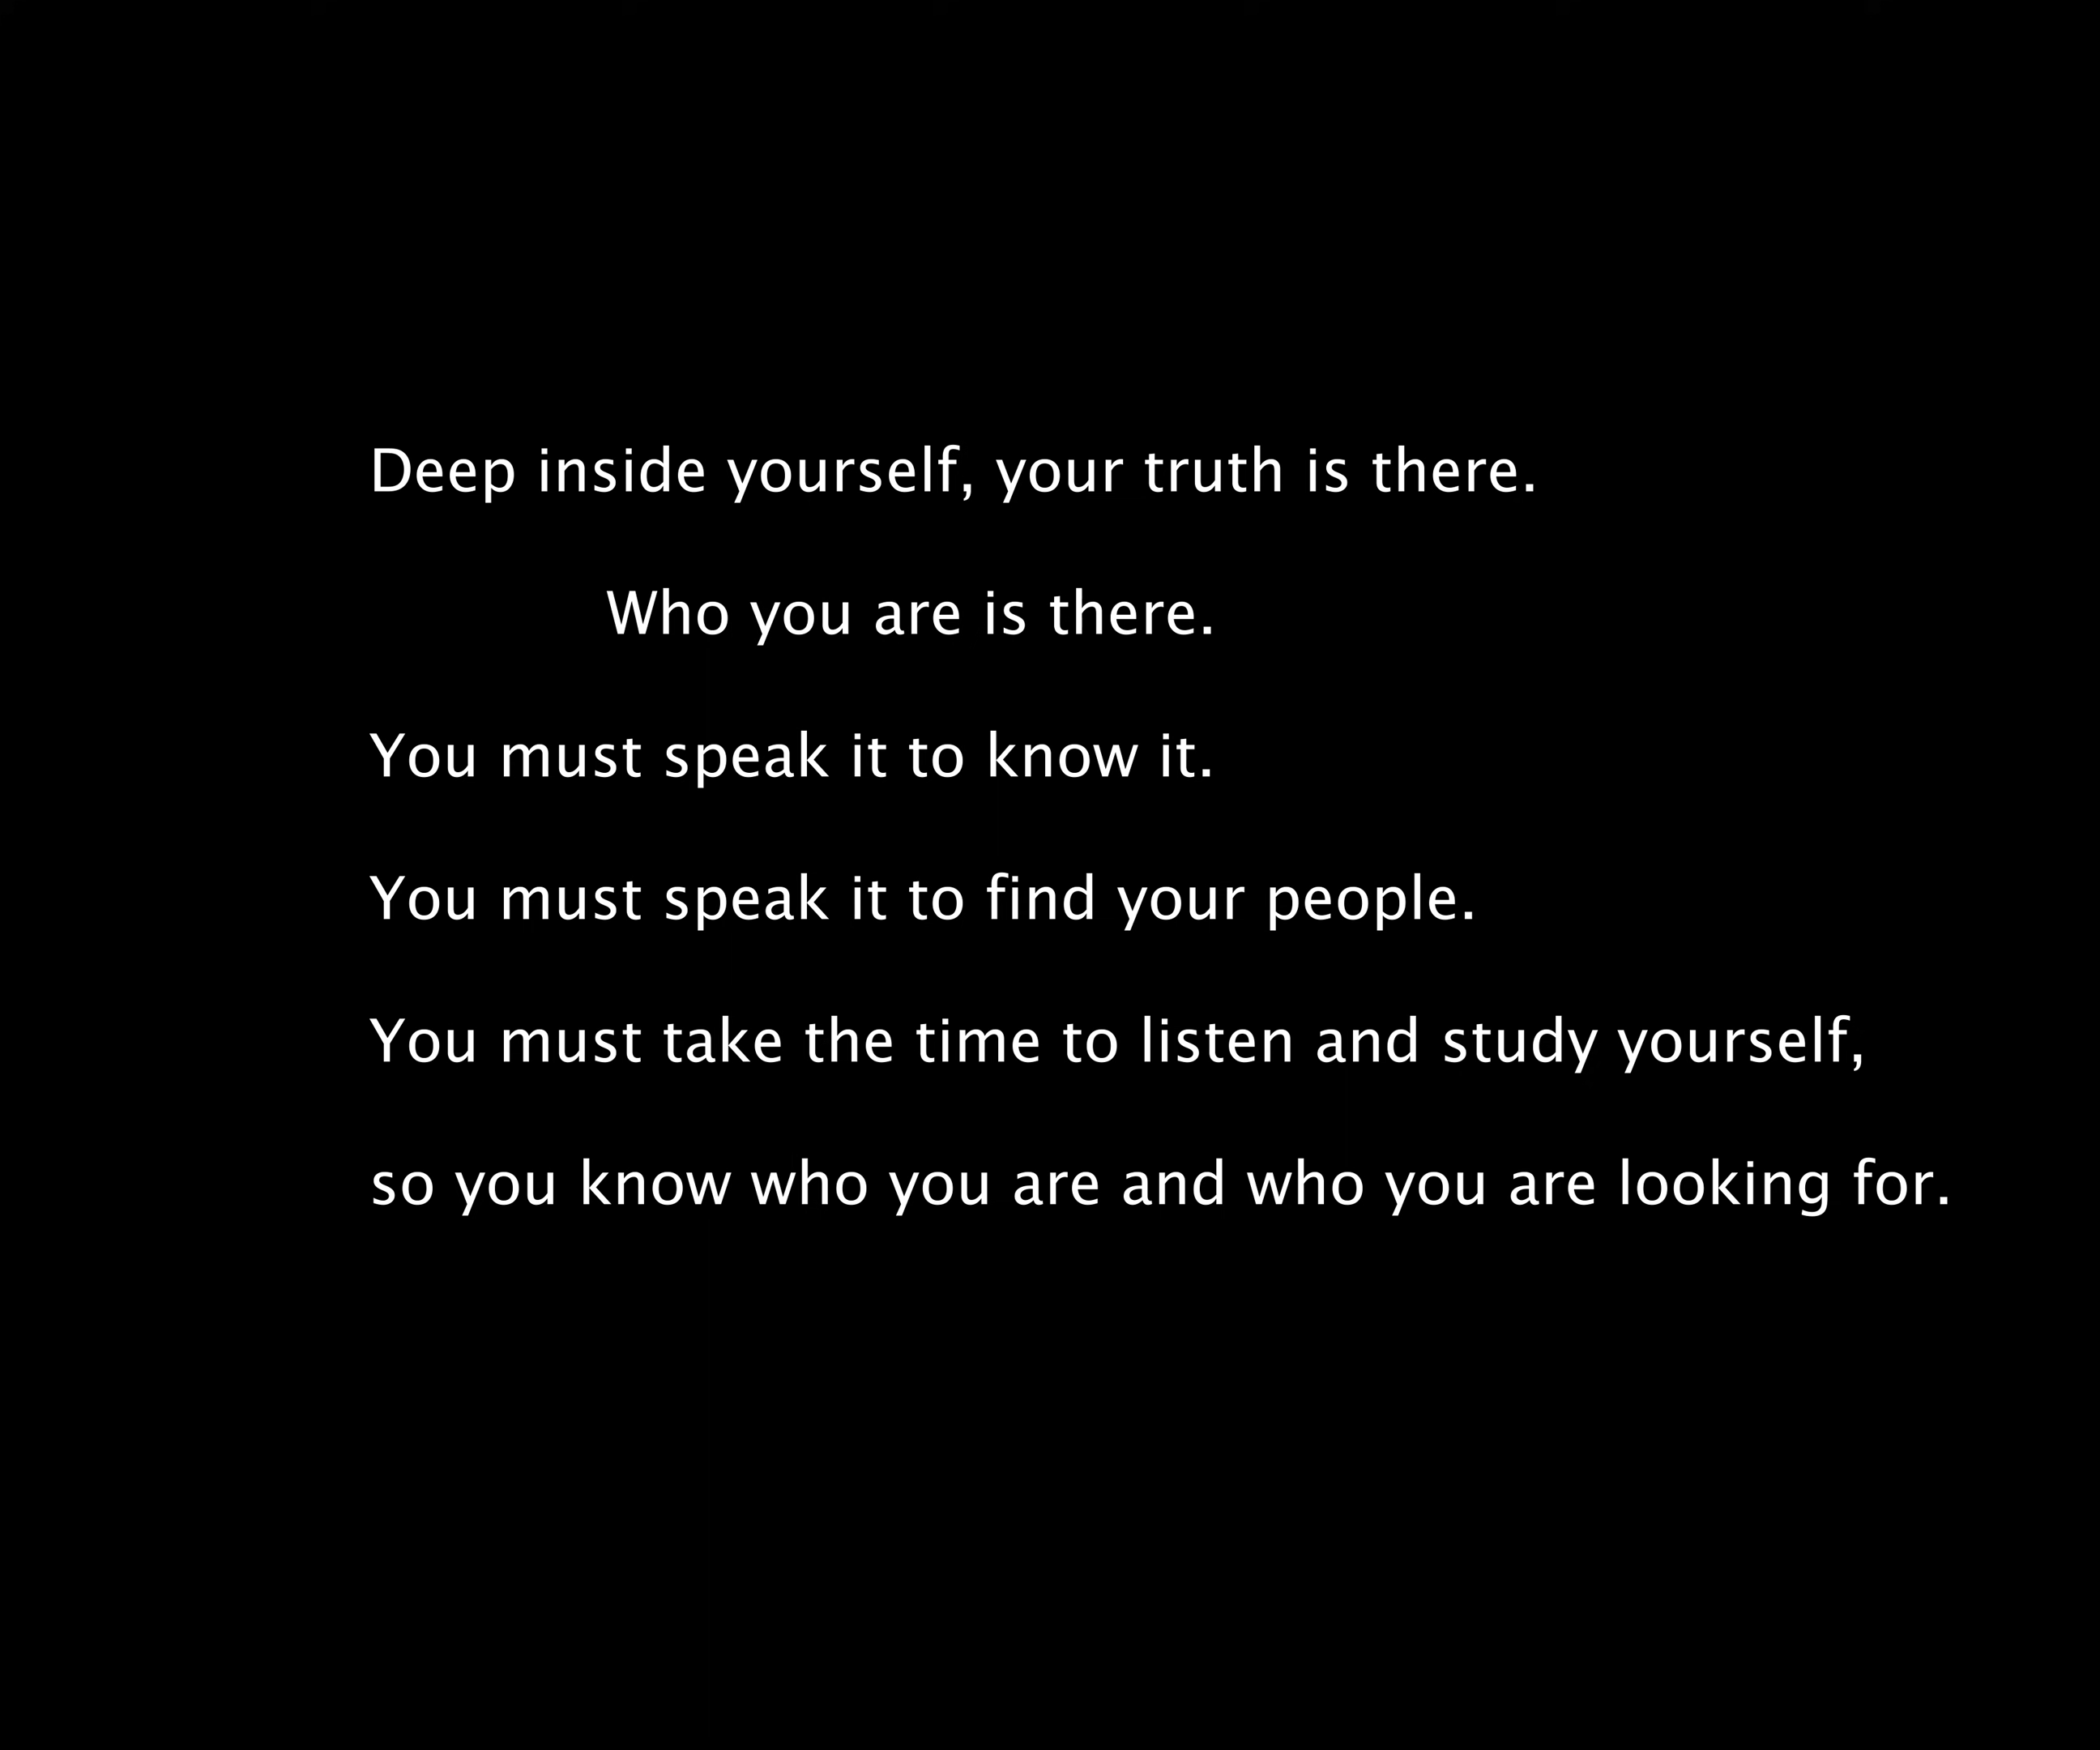 Deep inside yourself, your truth is there.
Who you are is there.
You must speak it to know it.
You must speak it to find your people.
You must take the time to listen and study yourself,
so you know who you are and who you are looking for.